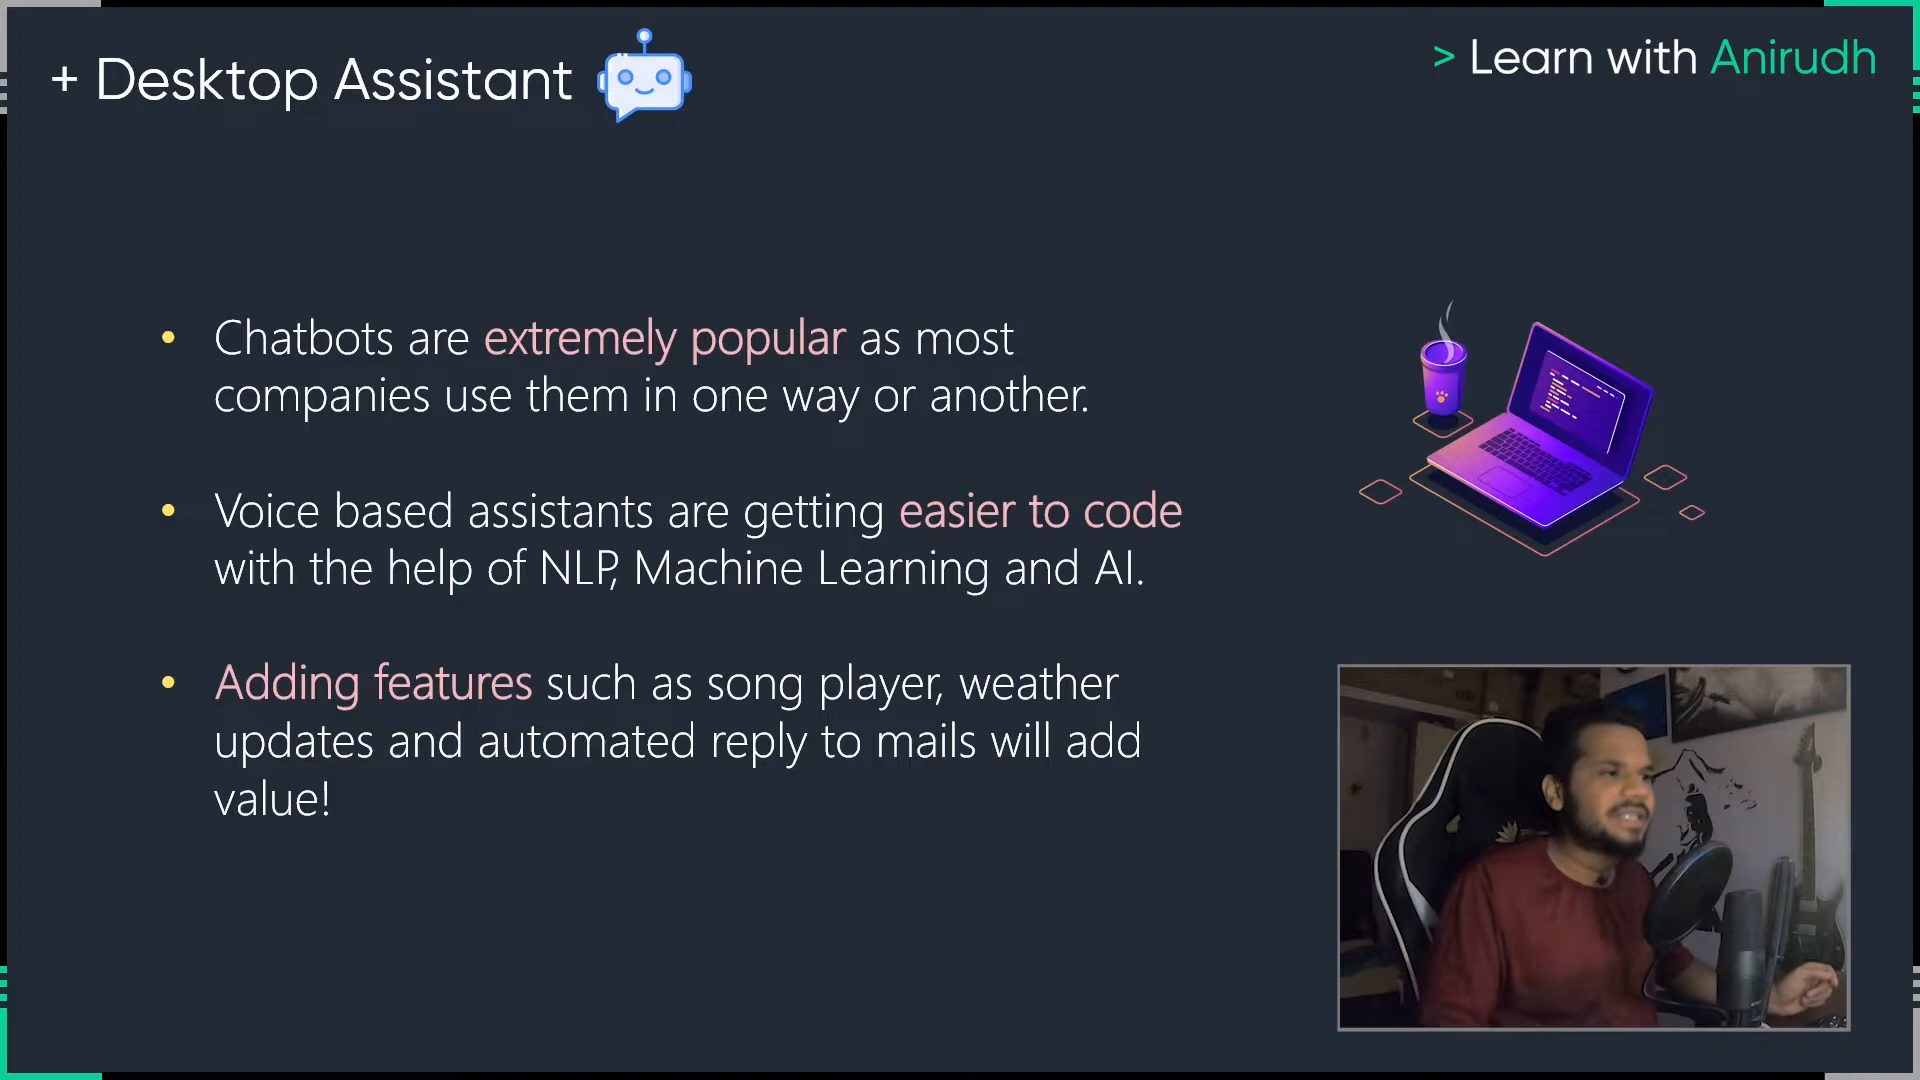 + Desktop Assistant
> Learn with Anirudh
• Chatbots are extremely popular as most
companies use them in one way or another.
• Voice based assistants are getting easier to code
with the help of NLP, Machine Learning and AI.
• Adding features such as song player, weather
updates and automated reply to mails will add
value!